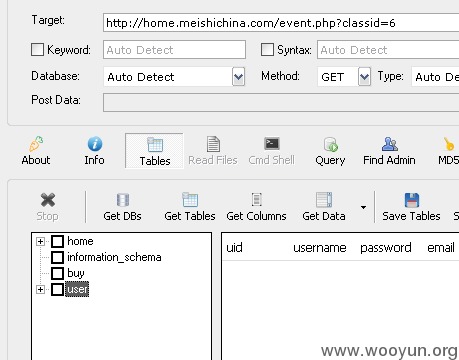 Target: http://home.meishichina.com/event.php?classid=6
Keyword: Auto Detect Syntax: Auto Detect
Database: Auto Detect Method: GET Type: Auto De
Post Data:
About Info Tables Read Files Cmd Shell Query Find Admin MD5
Stop Get DBs Get Tables Get Columns Get Data Save Tables S
home
information_schema
buy
user
uid username password email
www.wooyun.org